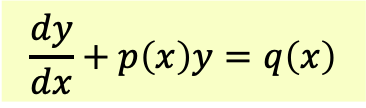 dy/dx + p(x)y = q(x)